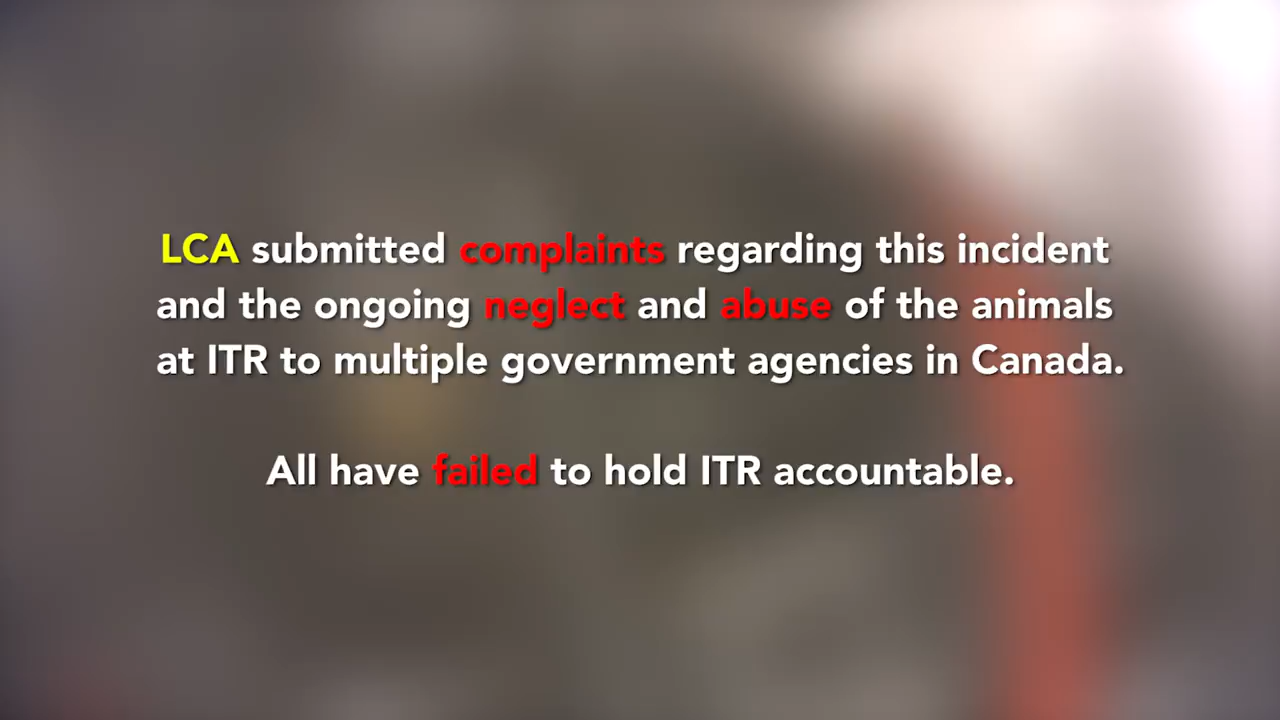 LCA submitted complaints regarding this incident
and the ongoing neglect and abuse of the animals
at ITR to multiple government agencies in Canada.
All have failed to hold ITR accountable.